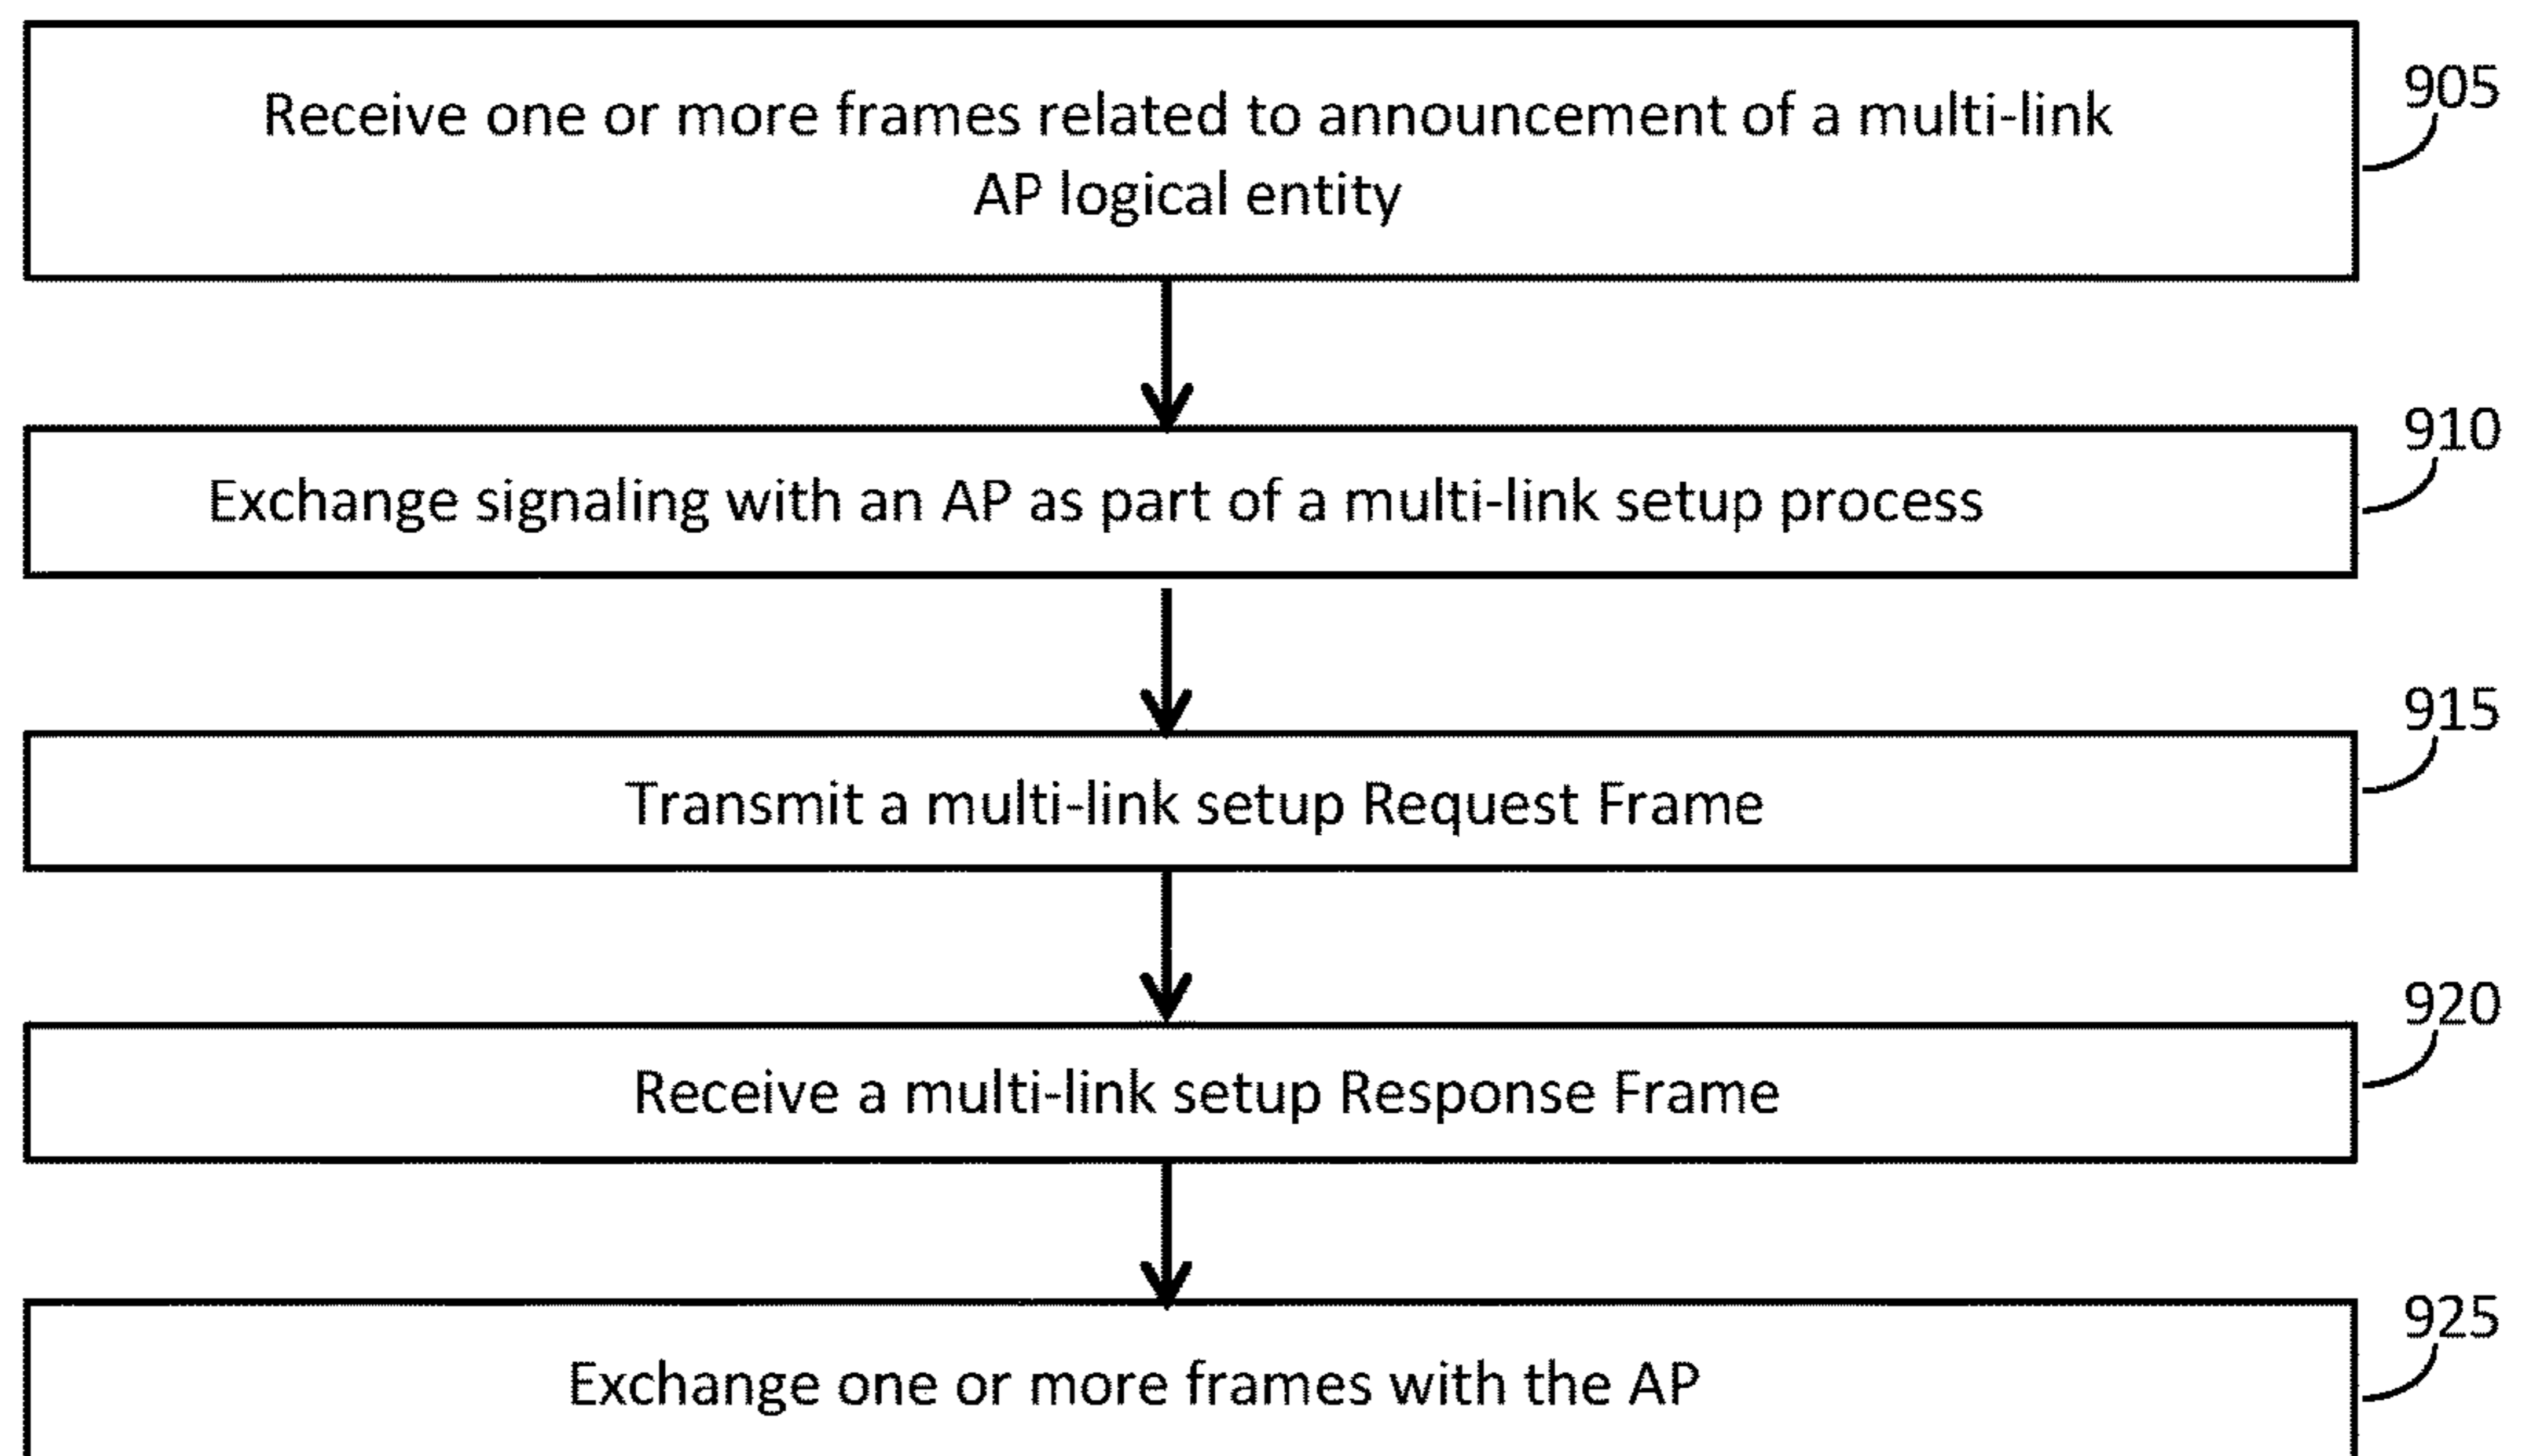 Receive one or more frames related to announcement of a multi-link
AP logical entity
905
Exchange signaling with an AP as part of a multi-link setup process
910
Transmit a multi-link setup Request Frame
915
Receive a multi-link setup Response Frame
920
Exchange one or more frames with the AP
925